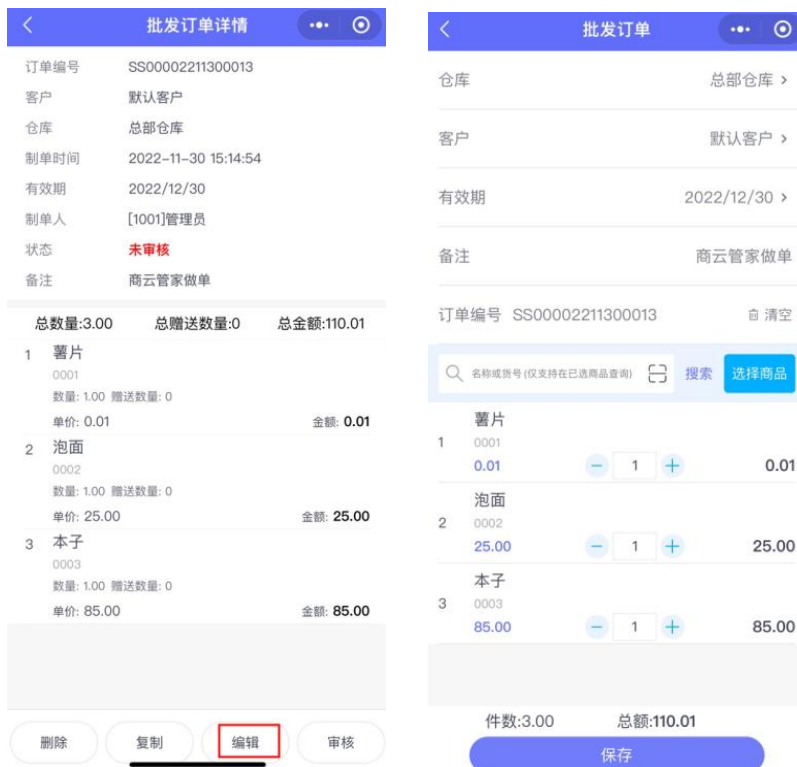 批发订单详情
订单编号 SS00002211300013
客户 默认客户
仓库 总部仓库
制单时间 2022-11-30 15:14:54
有效期 2022/12/30
制单人 [1001]管理员
状态 未审核
备注 商云管家做单
总数量:3.00 总赠送数量:0 总金额:110.01
1 薯片
0001
数量: 1.00 赠送数量: 0
单价: 0.01 金额: 0.01
2 泡面
0002
数量: 1.00 赠送数量: 0
单价: 25.00 金额: 25.00
3 本子
0003
数量: 1.00 赠送数量: 0
单价: 85.00 金额: 85.00
删除 复制 编辑 审核
批发订单
仓库 总部仓库
客户 默认客户
有效期 2022/12/30
备注 商云管家做单
订单编号 SS00002211300013 清空
名称或货号(仅支持在已选商品查询) 搜索 选择商品
薯片
1 0001
0.01 1 0.01
泡面
2 0002
25.00 1 25.00
本子
3 0003
85.00 1 85.00
件数:3.00 总额:110.01
保存